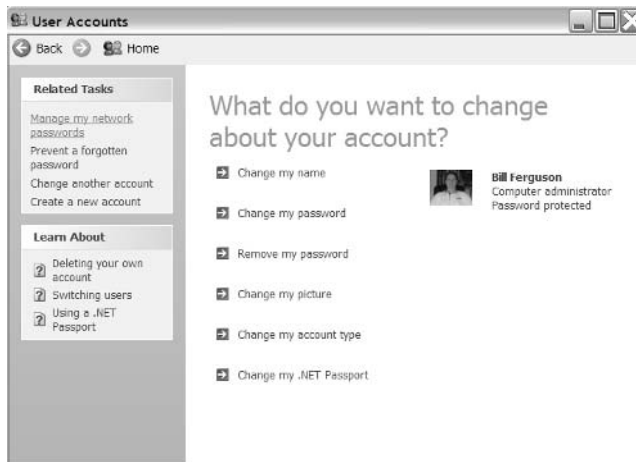 User Accounts
Back
Home
Related Tasks
Manage my network
passwords
Prevent a forgotten
password
Change another account
Create a new account
Learn About
Deleting your own
account
Switching users
Using a .NET
Passport
What do you want to change
about your account?
Change my name
Change my password
Remove my password
Change my picture
Change my account type
Change my .NET Passport
Bill Ferguson
Computer administrator
Password protected